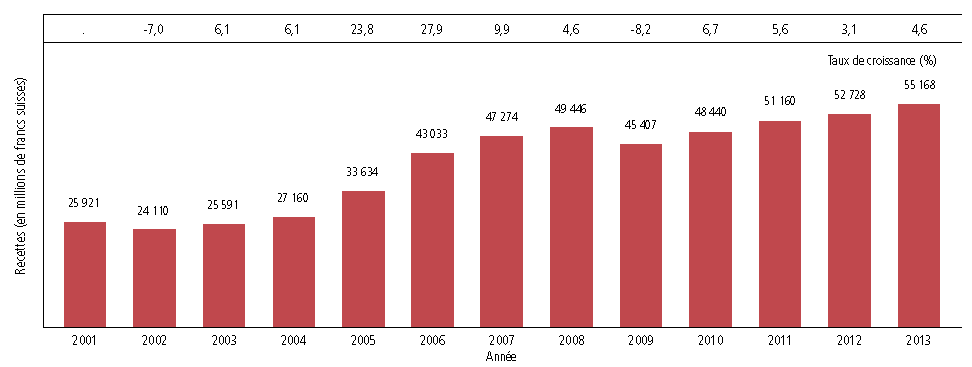 . -7,0 6,1 6,1 23,8 27,9 9,9 4,6 -8,2 6,7 5,6 3,1 4,6
Taux de croissance (%)
Recettes (en millions de francs suisses)
25 921 24 110 25 591 27 160 33 634 43 033 47 274 49 446 45 407 48 440 51 160 52 728 55 168
2001 2002 2003 2004 2005 2006 2007 2008 2009 2010 2011 2012 2013
Année